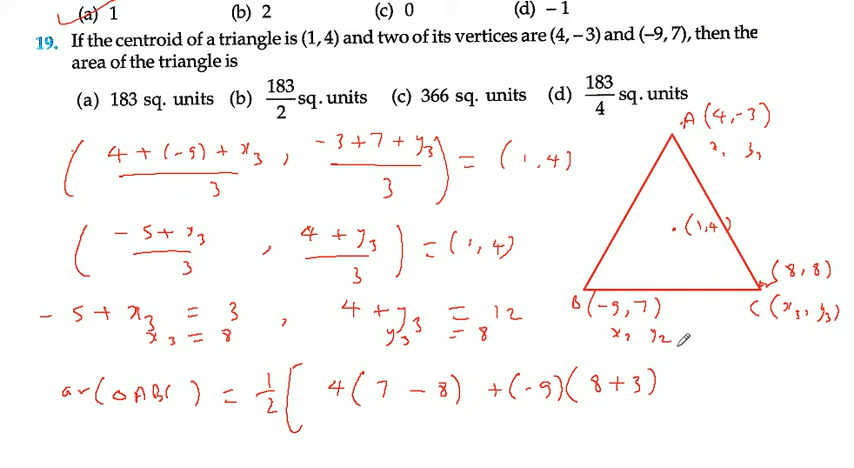 (a) 1 (b) 2 (c) 0 (d) – 1
19. If the centroid of a triangle is (1, 4) and two of its vertices are (4, – 3) and (–9, 7), then the
area of the triangle is
(a) 183 sq. units (b) 183/2 sq. units (c) 366 sq. units (d) 183/4 sq. units
A (4, -3)
x₁ y₁
( (4 + (-9) + x₃)/3 , (-3 + 7 + y₃)/3 ) = (1, 4)
( (-5 + x₃)/3 , (4 + y₃)/3 ) = (1, 4)
(1,4)
(8, 8)
B (-9, 7)
x₂ y₂
C (x₃, y₃)
-5 + x₃ = 3 , 4 + y₃ = 12
x₃ = 8 y₃ = 8
ar(△ABC) = 1/2 [ 4(7 - 8) + (-9)(8 + 3)